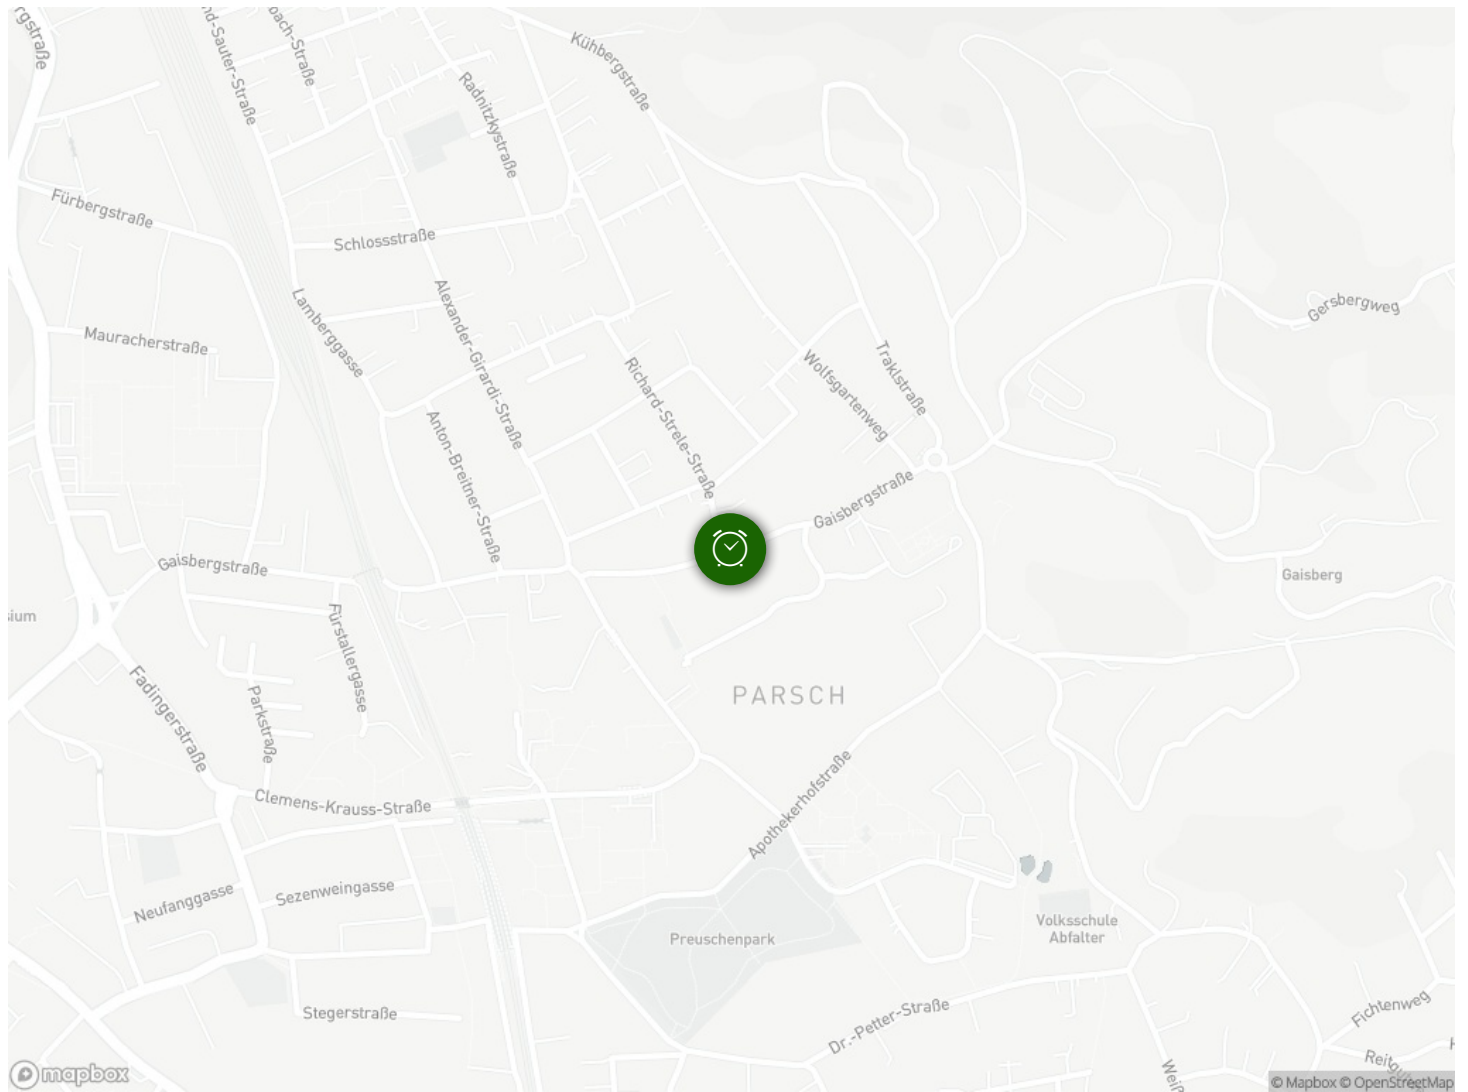 Kühbergstraße
Radnitzkystraße
Fürbergstraße
Schlossstraße
Gersbergweg
Lamberggasse
Alexander-Girardi-Straße
Mauracherstraße
Richard-Strele-Straße
Wolfsgartenweg
Traklstraße
Anton-Breitner-Straße
Gaisbergstraße
Gaisbergstraße
Gaisberg
Fürstallergasse
Fadingerstraße
Parkstraße
PARSCH
Apothekerhofstraße
Clemens-Krauss-Straße
Neufanggasse
Sezenweingasse
Preuschenpark
Volksschule
Abfalter
Stegerstraße
Dr.-Petter-Straße
Fichtenweg
mapbox
© Mapbox © OpenStreetMap